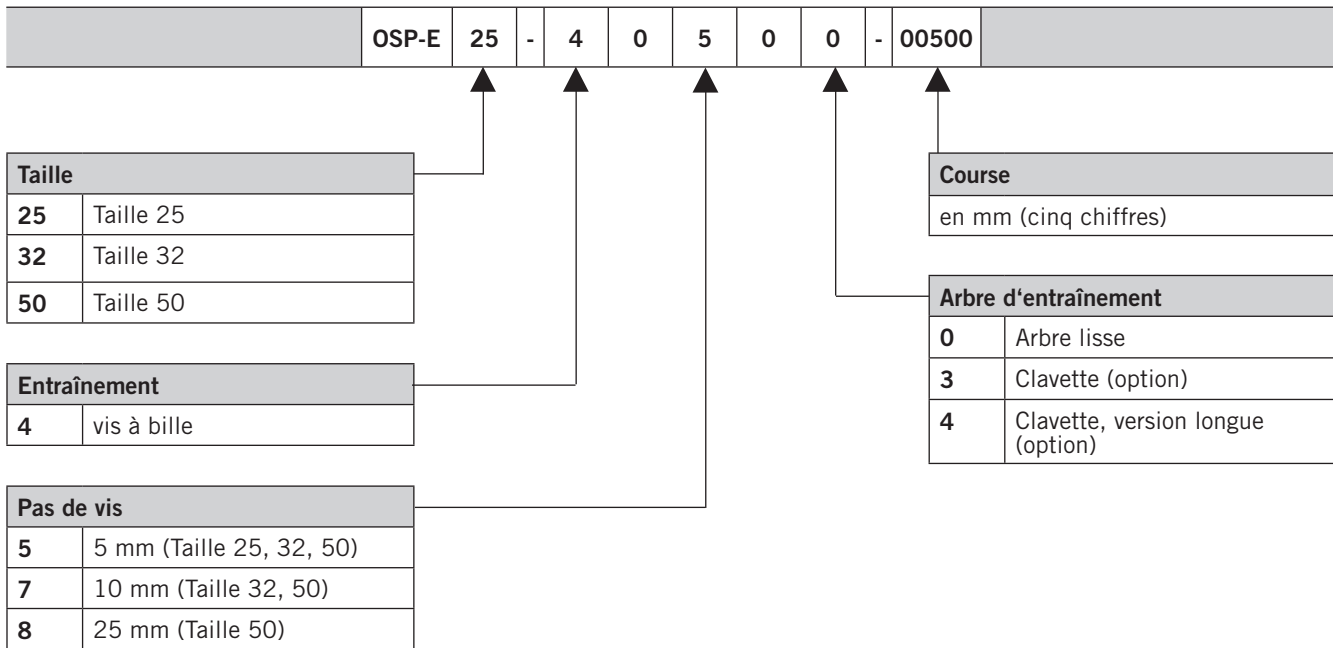 OSP-E 25 - 4 0 5 0 0 - 00500
Taille
25 Taille 25
32 Taille 32
50 Taille 50
Entraînement
4 vis à bille
Pas de vis
5 5 mm (Taille 25, 32, 50)
7 10 mm (Taille 32, 50)
8 25 mm (Taille 50)
Course
en mm (cinq chiffres)
Arbre d‘entraînement
0 Arbre lisse
3 Clavette (option)
4 Clavette, version longue
(option)